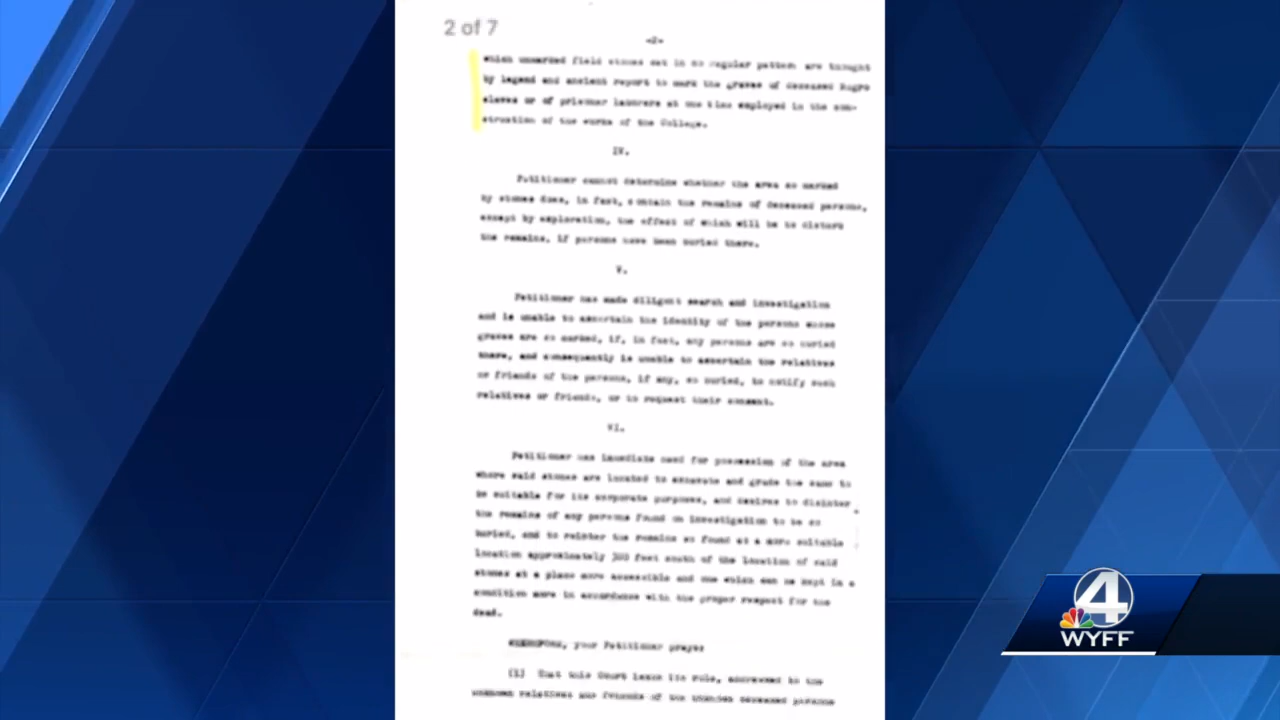 2 of 7
-2-
which unmarked field stones set in no regular pattern are thought
by legend and ancient report to mark the graves of deceased Negro
slaves or of prisoner laborers at one time employed in the con-
struction of the works of the College.
IV.
Petitioner cannot determine whether the area so marked
by stones does, in fact, contain the remains of deceased persons,
except by exploration, the effect of which will be to disturb
the remains, if persons have been buried there.
V.
Petitioner has made diligent search and investigation
and is unable to ascertain the identity of the persons whose
graves are so marked, if, in fact, any persons are so buried
there, and consequently is unable to ascertain the relatives
or friends of the persons, if any, so buried, to notify such
relatives or friends, or to request their consent.
VI.
Petitioner has immediate need for possession of the area
where said stones are located to excavate and grade the same to
be suitable for its corporate purposes, and desires to disinter
the remains of any persons found on investigation to be so
buried, and to reinter the remains so found at a more suitable
location approximately 300 feet south of the location of said
stones at a place more accessible and one which can be kept in a
condition more in accordance with the proper respect for the
dead.
WHEREFORE, your Petitioner prays
(1) That this Court issue its rule, addressed to the
unknown relatives and friends of the unknown deceased persons
4
WYFF